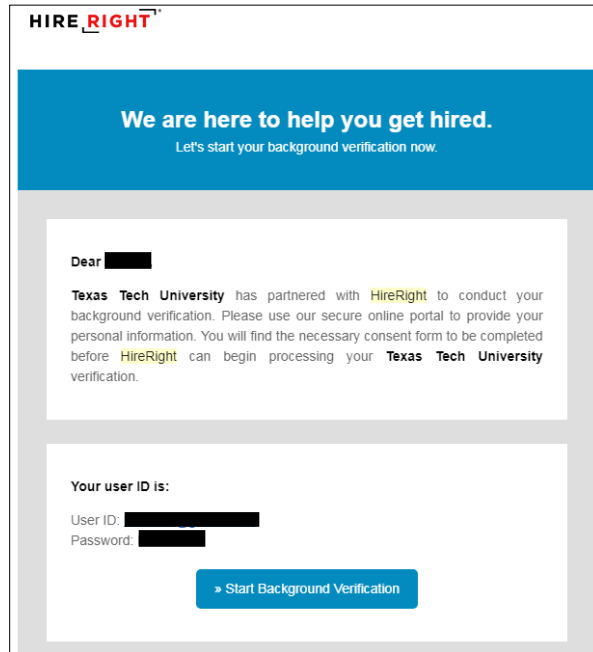 HIRE RIGHT
We are here to help you get hired.
Let's start your background verification now.
Dear
Texas Tech University has partnered with HireRight to conduct your
background verification. Please use our secure online portal to provide your
personal information. You will find the necessary consent form to be completed
before HireRight can begin processing your Texas Tech University
verification.
Your user ID is:
User ID:
Password:
» Start Background Verification